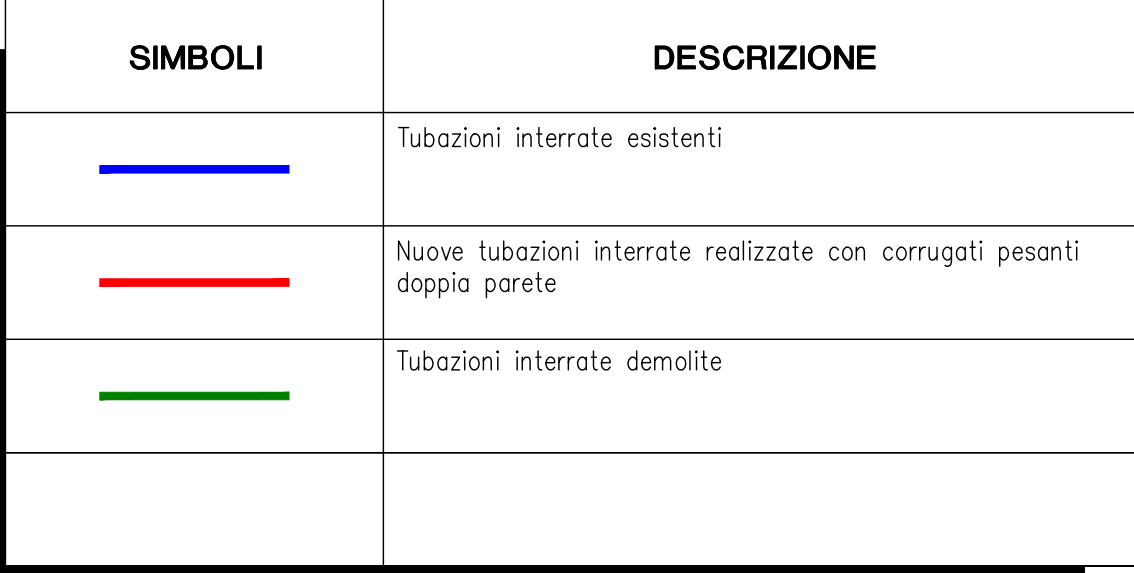 SIMBOLI
DESCRIZIONE
Tubazioni interrate esistenti
Nuove tubazioni interrate realizzate con corrugati pesanti
doppia parete
Tubazioni interrate demolite